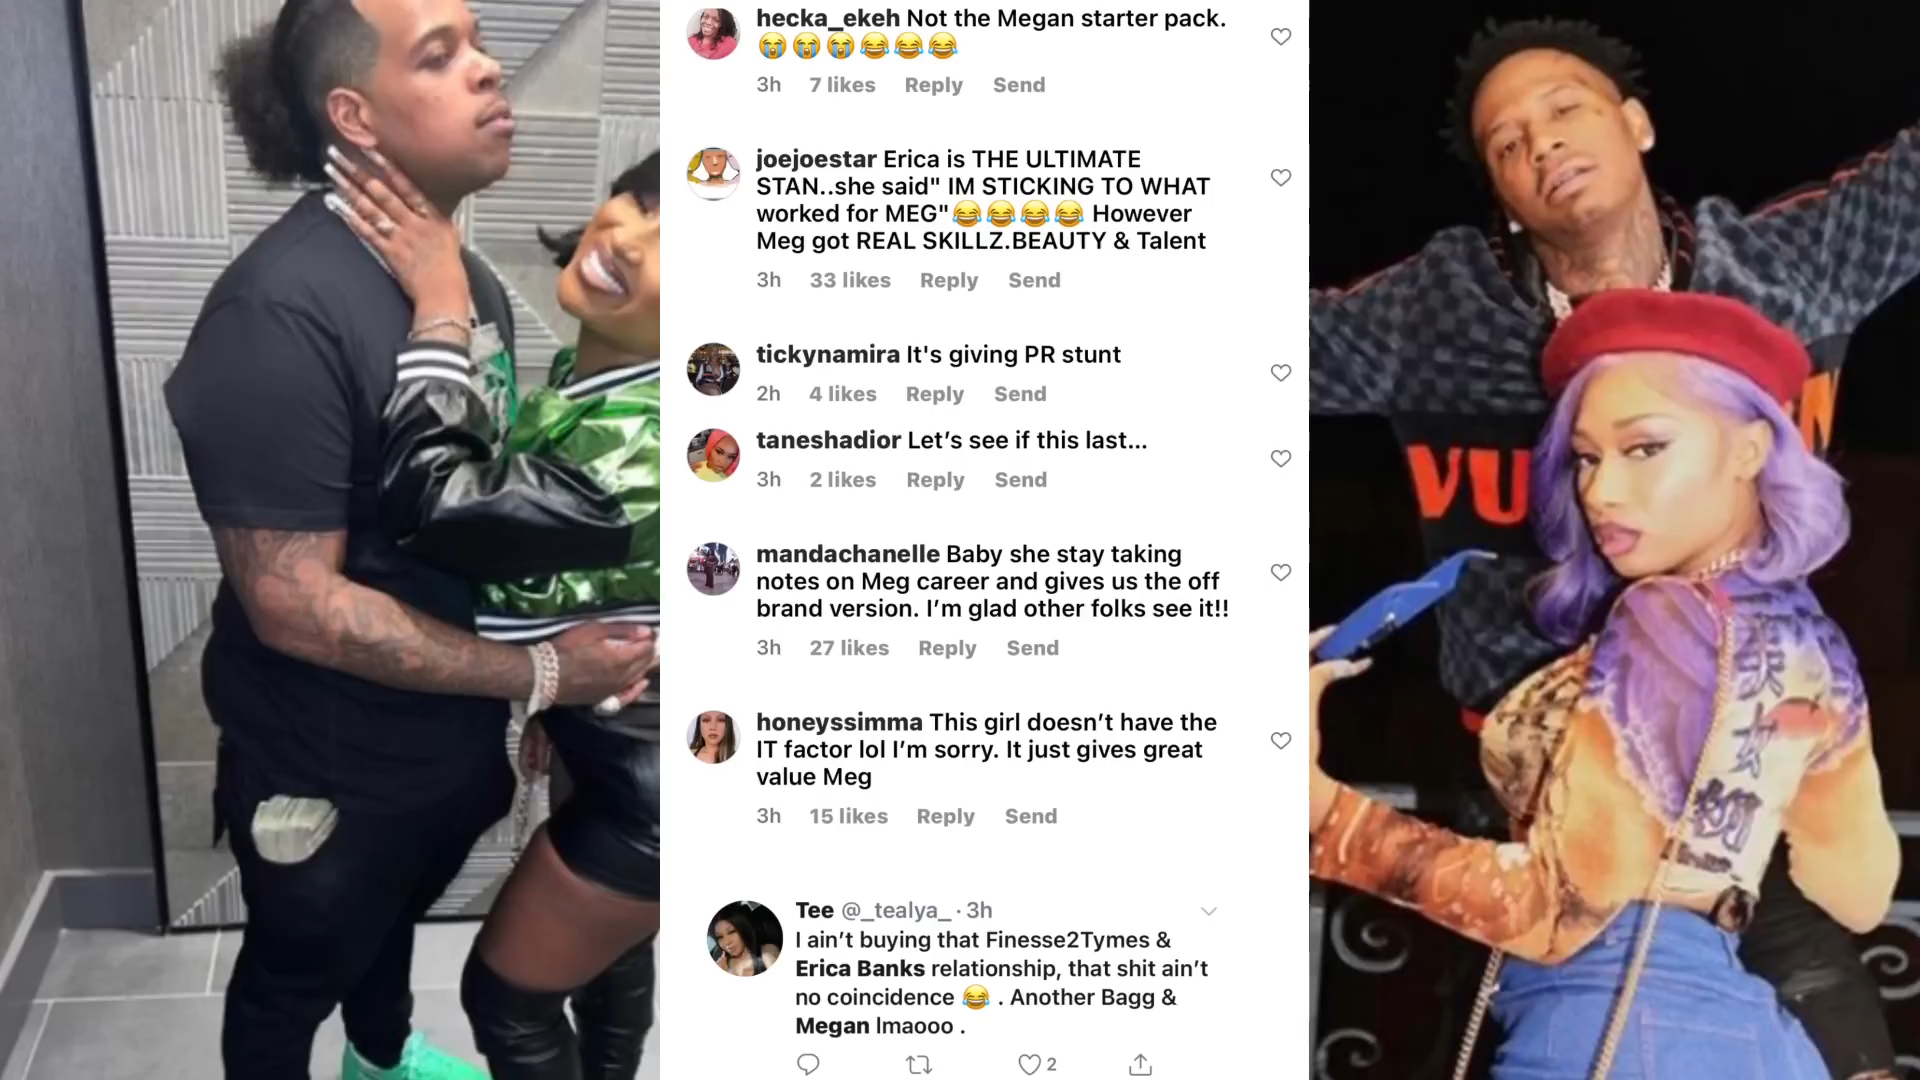 hecka_ekeh Not the Megan starter pack.
😭😭😭😂😂😂
3h 7 likes Reply Send
joejoestar Erica is THE ULTIMATE
STAN..she said" IM STICKING TO WHAT
worked for MEG"😂😂😂😂 However
Meg got REAL SKILLZ.BEAUTY & Talent
3h 33 likes Reply Send
tickynamira It's giving PR stunt
2h 4 likes Reply Send
taneshadior Let’s see if this last...
3h 2 likes Reply Send
mandachanelle Baby she stay taking
notes on Meg career and gives us the off
brand version. I’m glad other folks see it!!
3h 27 likes Reply Send
honeyssimma This girl doesn’t have the
IT factor lol I’m sorry. It just gives great
value Meg
3h 15 likes Reply Send
Tee @_tealya_ · 3h
I ain’t buying that Finesse2Tymes &
Erica Banks relationship, that shit ain’t
no coincidence 😂 . Another Bagg &
Megan lmaooo .
2
VU